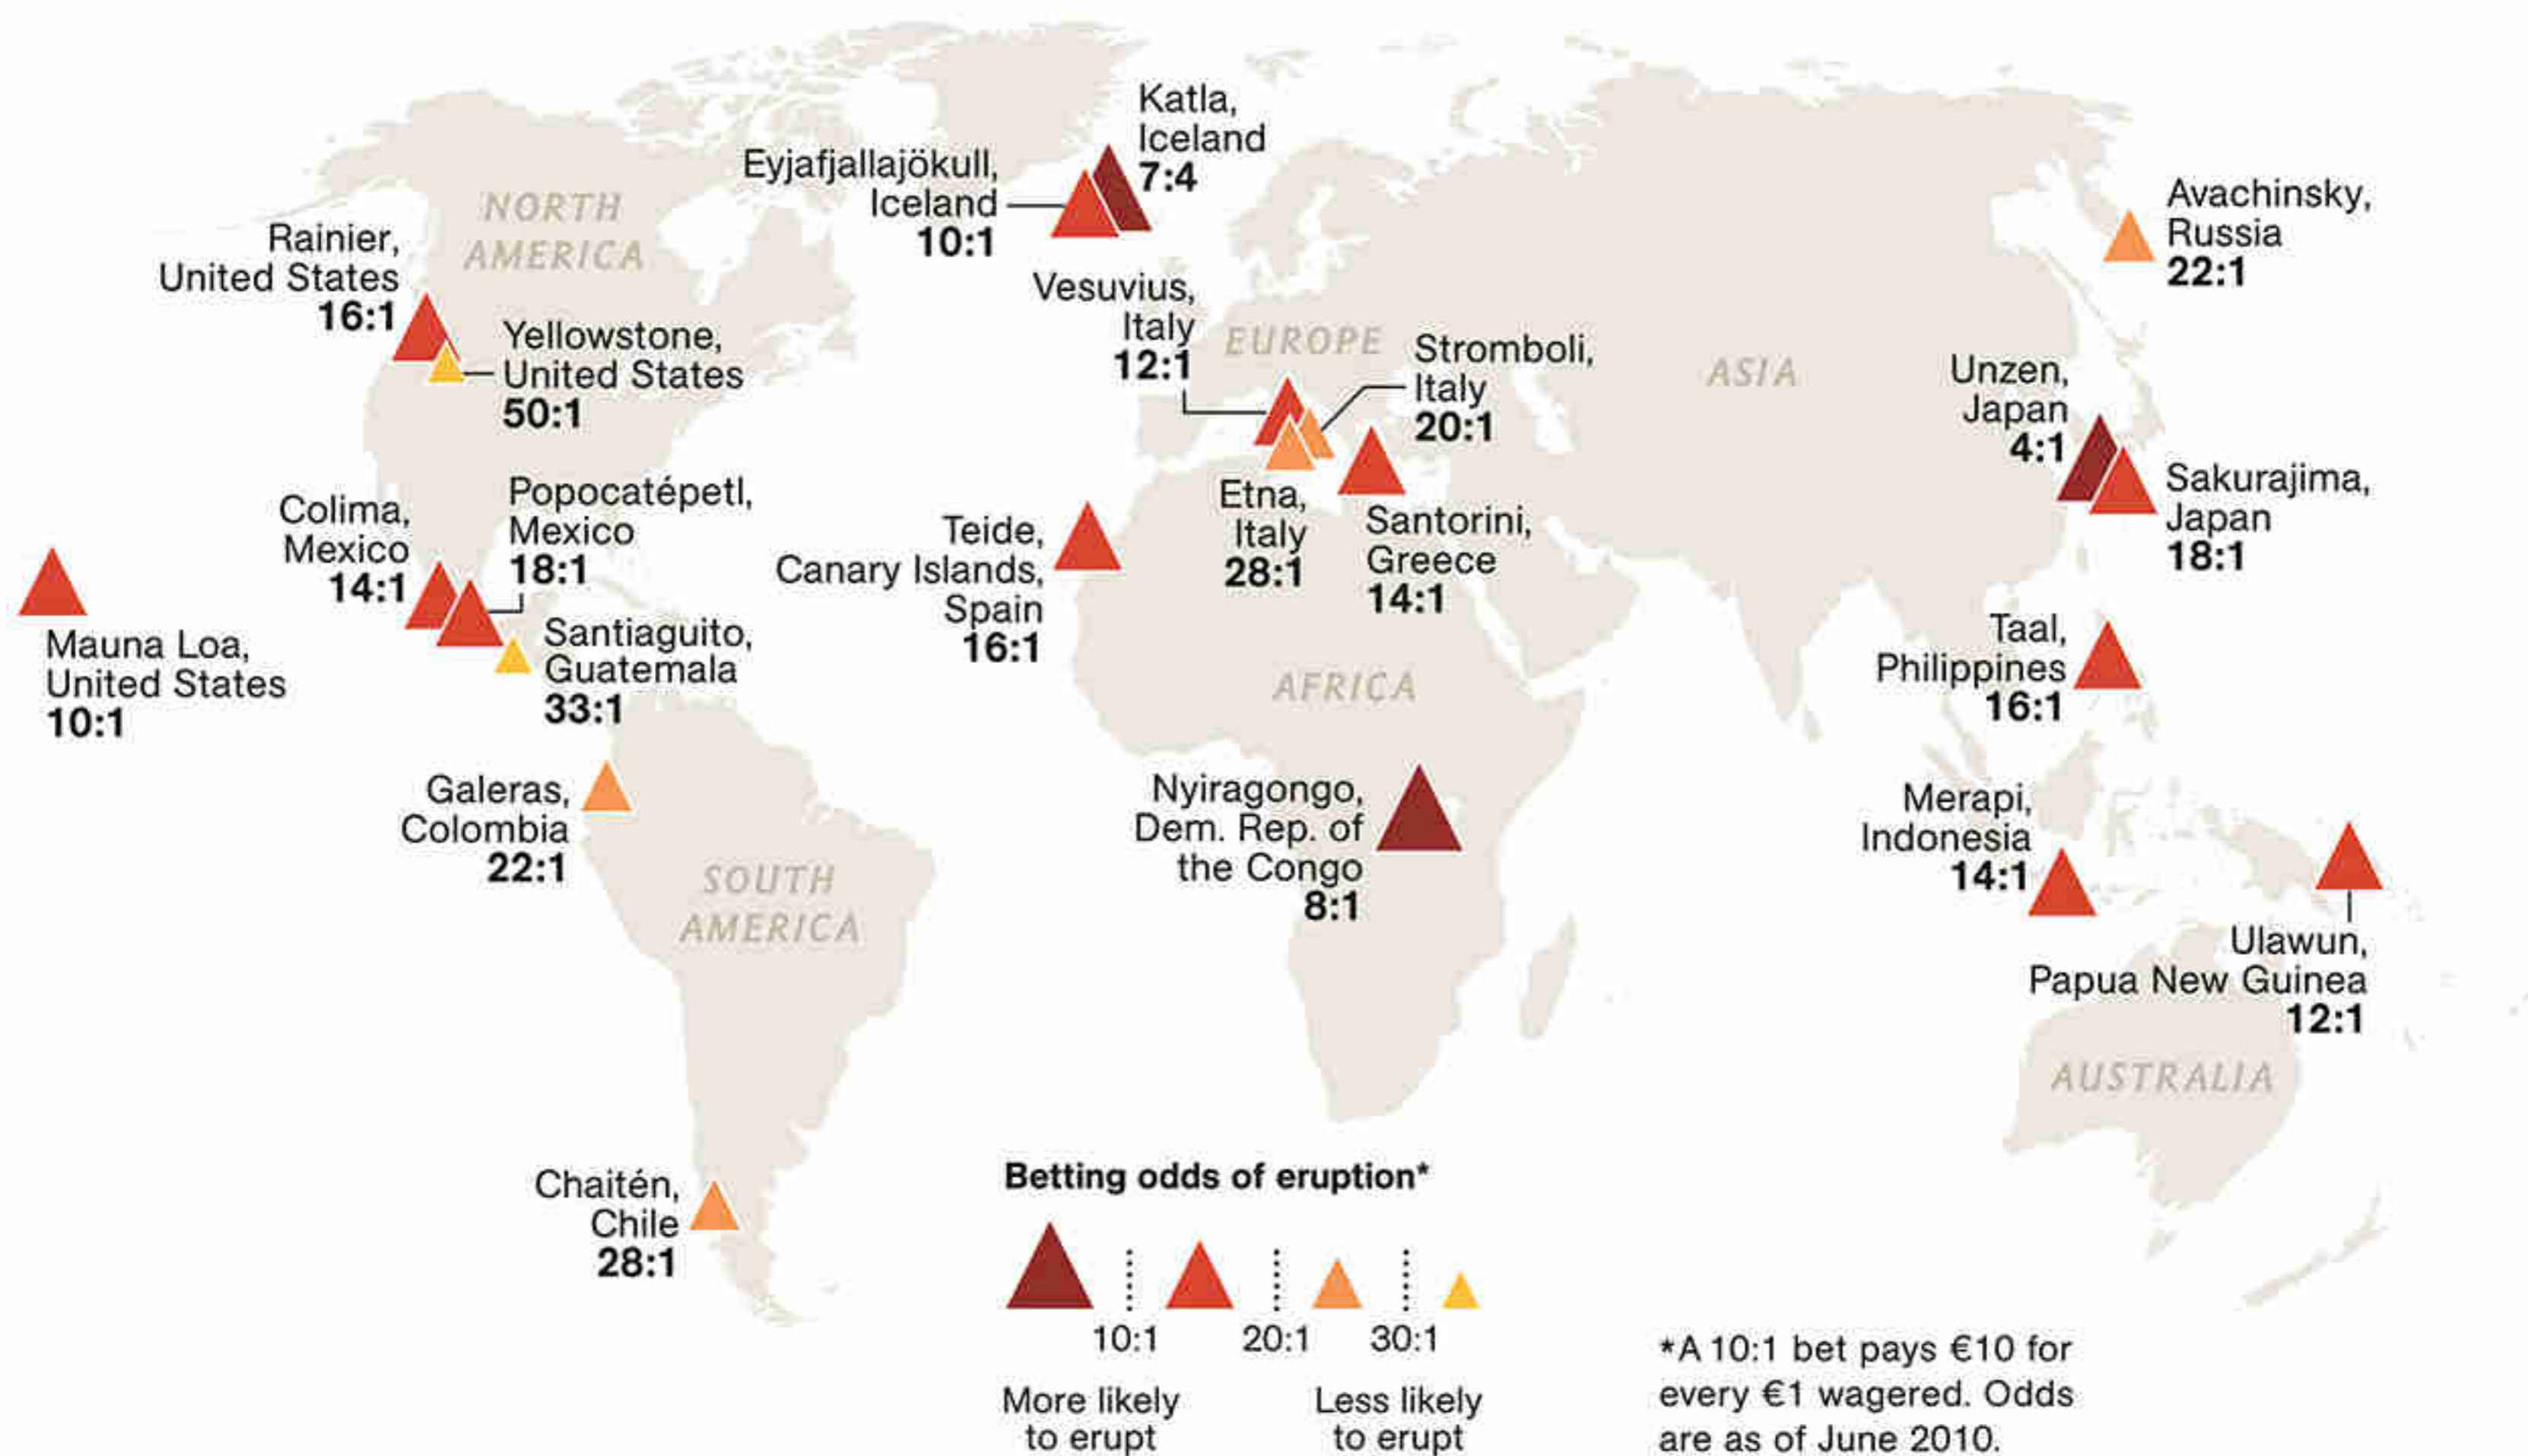 Katla,
Iceland
7:4
Eyjafjallajökull,
Iceland
10:1
Avachinsky,
Russia
22:1
NORTH
AMERICA
Rainier,
United States
16:1
Yellowstone,
United States
50:1
Vesuvius,
Italy
12:1
EUROPE
Stromboli,
Italy
20:1
ASIA
Unzen,
Japan
4:1
Sakurajima,
Japan
18:1
Colima,
Mexico
14:1
Popocatépetl,
Mexico
18:1
Teide,
Canary Islands,
Spain
16:1
Etna,
Italy
28:1
Santorini,
Greece
14:1
Mauna Loa,
United States
10:1
Santiaguito,
Guatemala
33:1
AFRICA
Taal,
Philippines
16:1
Galeras,
Colombia
22:1
SOUTH
AMERICA
Nyiragongo,
Dem. Rep. of
the Congo
8:1
Merapi,
Indonesia
14:1
Ulawun,
Papua New Guinea
12:1
AUSTRALIA
Chaitén,
Chile
28:1
Betting odds of eruption*
10:1 20:1 30:1
More likely
to erupt
Less likely
to erupt
*A 10:1 bet pays €10 for
every €1 wagered. Odds
are as of June 2010.